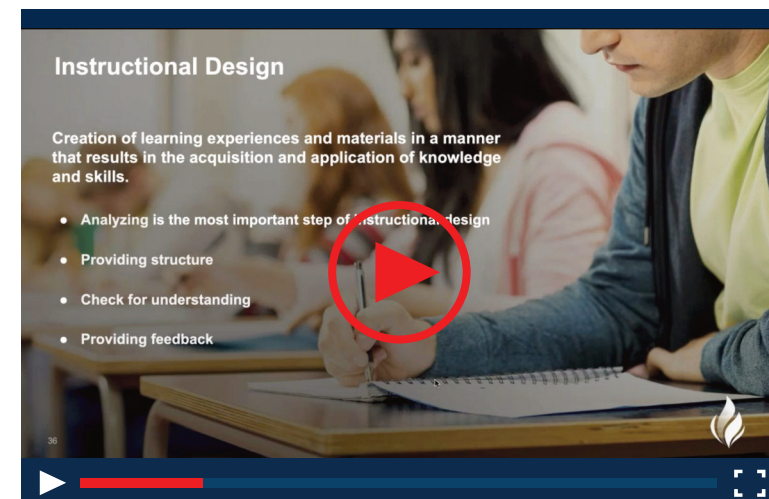 Instructional Design
Creation of learning experiences and materials in a manner
that results in the acquisition and application of knowledge
and skills.
● Analyzing is the most important step of instructional design
● Providing structure
● Check for understanding
● Providing feedback
36